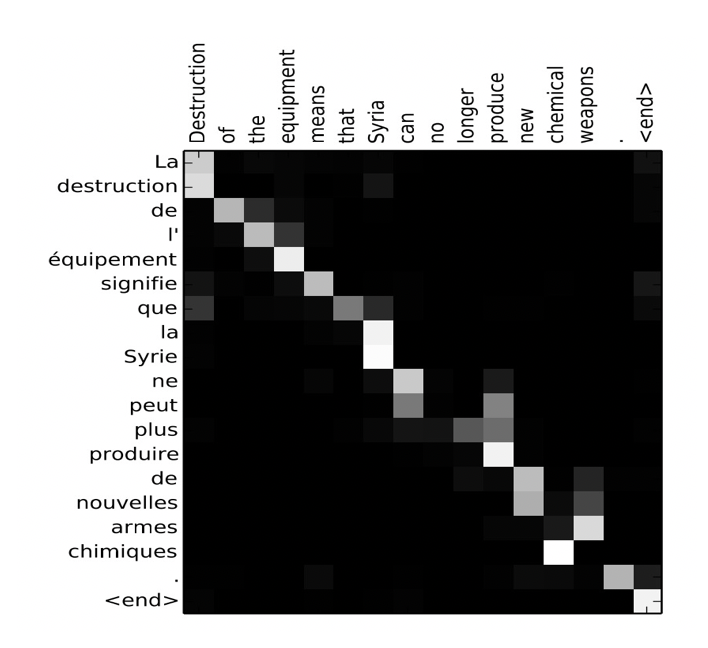 Destruction
of
the
equipment
means
that
Syria
can
no
longer
produce
new
chemical
weapons
.
<end>
La
destruction
de
l'
équipement
signifie
que
la
Syrie
ne
peut
plus
produire
de
nouvelles
armes
chimiques
.
<end>